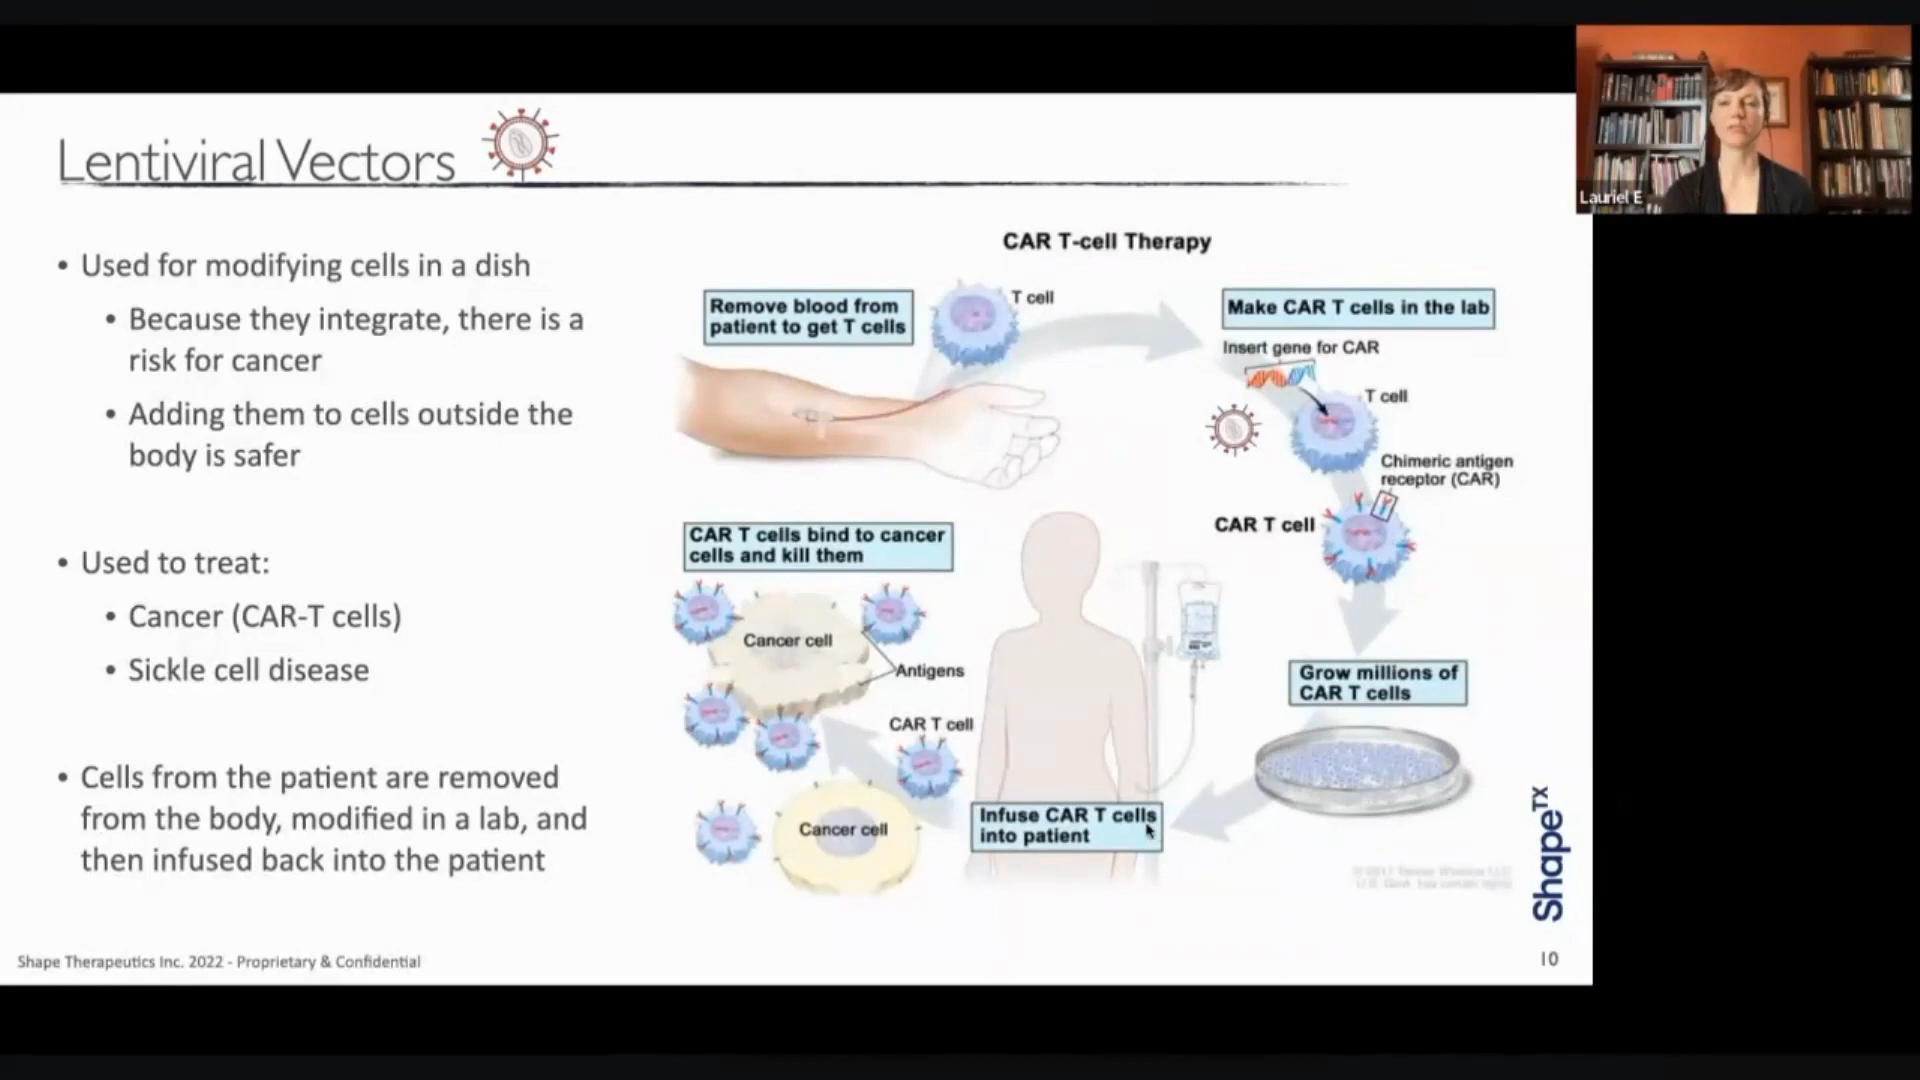 Lentiviral Vectors
• Used for modifying cells in a dish
• Because they integrate, there is a
risk for cancer
• Adding them to cells outside the
body is safer
• Used to treat:
• Cancer (CAR-T cells)
• Sickle cell disease
• Cells from the patient are removed
from the body, modified in a lab, and
then infused back into the patient
CAR T-cell Therapy
Remove blood from
patient to get T cells
T cell
Make CAR T cells in the lab
Insert gene for CAR
T cell
Chimeric antigen
receptor (CAR)
CAR T cell
Grow millions of
CAR T cells
Infuse CAR T cells
into patient
CAR T cells bind to cancer
cells and kill them
Cancer cell
Antigens
CAR T cell
Cancer cell
ShapeTX
Shape Therapeutics Inc. 2022 - Proprietary & Confidential
10
Lauriel E